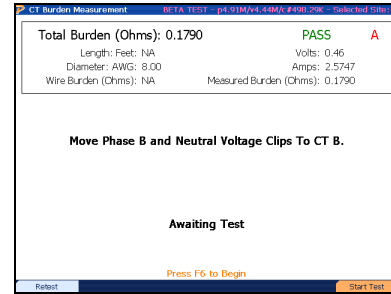 CT Burden Measurement BETA TEST - p4.91M/v4.44M/c#498.29K - Selected Site:
Total Burden (Ohms): 0.1790 PASS A
Length: Feet: NA Volts: 0.46
Diameter: AWG: 8.00 Amps: 2.5747
Wire Burden (Ohms): NA Measured Burden (Ohms): 0.1790
Move Phase B and Neutral Voltage Clips To CT B.
Awaiting Test
Press F6 to Begin
Retest Start Test